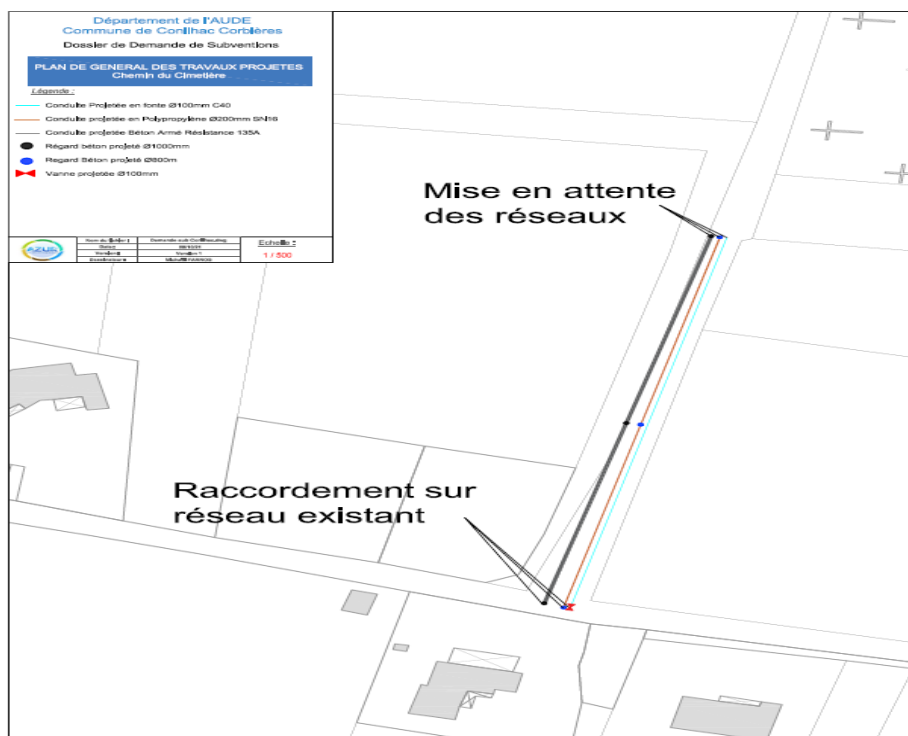 Département de l'AUDE
Commune de Conilhac Corbières
Dossier de Demande de Subventions
PLAN DE GENERAL DES TRAVAUX PROJETES
Chemin du Cimetière
Légende :
Conduite Projetée en fonte Ø100mm C40
Conduite projetée en Polypropylène Ø200mm SN16
Conduite projetée Béton Armé Résistance 135A
Régard béton projeté Ø1000mm
Regard Béton projeté Ø800m
Vanne projetée Ø100mm
Echelle :
1 / 500
Mise en attente
des réseaux
Raccordement sur
réseau existant